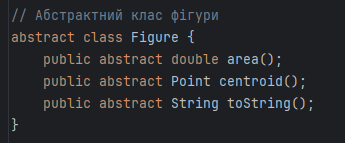 // Абстрактний клас фігури
abstract class Figure {
    public abstract double area();
    public abstract Point centroid();
    public abstract String toString();
}